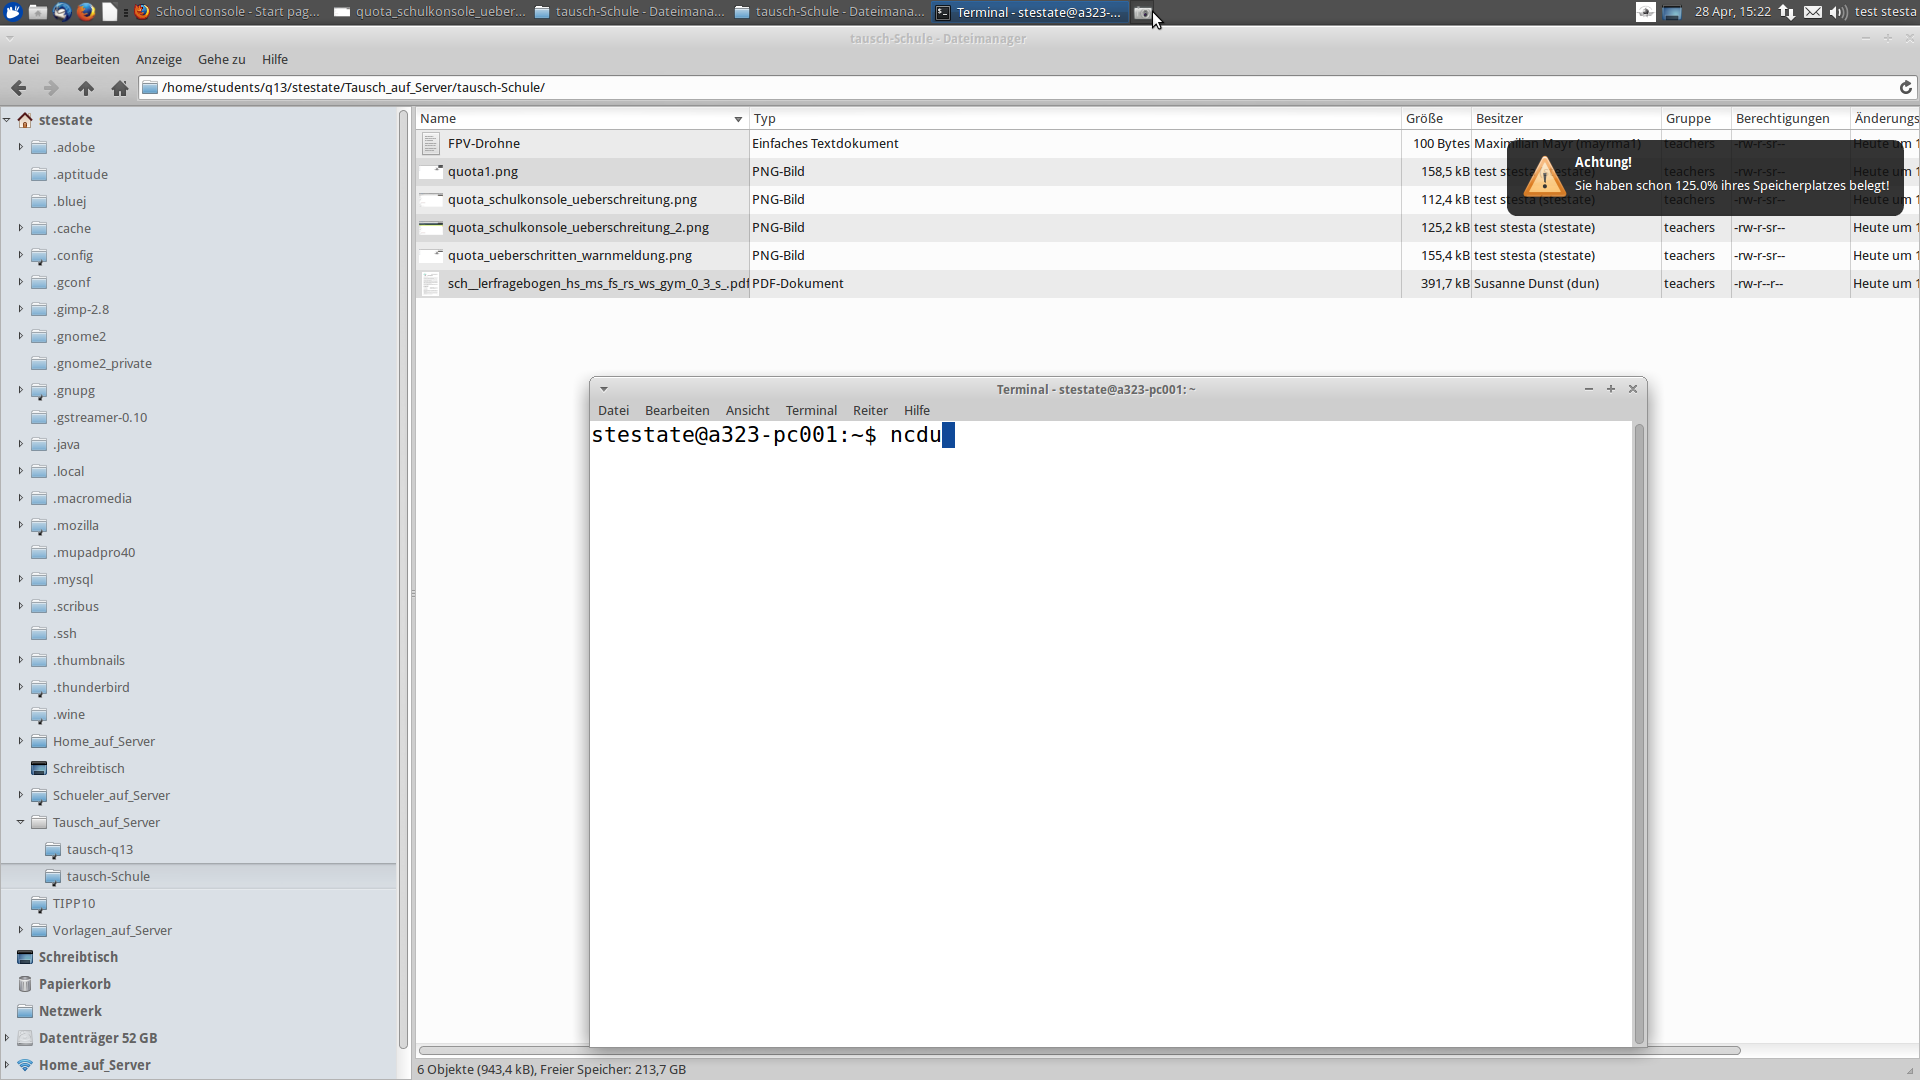 School console - Start pag...
quota_schulkonsole_ueber...
tausch-Schule - Dateimana...
tausch-Schule - Dateimana...
Terminal - stestate@a323-...
28 Apr, 15:22
test stesta
tausch-Schule - Dateimanager
Datei Bearbeiten Anzeige Gehe zu Hilfe
/home/students/q13/stestate/Tausch_auf_Server/tausch-Schule/
stestate
.adobe
.aptitude
.bluej
.cache
.config
.gconf
.gimp-2.8
.gnome2
.gnome2_private
.gnupg
.gstreamer-0.10
.java
.local
.macromedia
.mozilla
.mupadpro40
.mysql
.scribus
.ssh
.thumbnails
.thunderbird
.wine
Home_auf_Server
Schreibtisch
Schueler_auf_Server
Tausch_auf_Server
tausch-q13
tausch-Schule
TIPP10
Vorlagen_auf_Server
Schreibtisch
Papierkorb
Netzwerk
Datenträger 52 GB
Home_auf_Server
Name Typ Größe Besitzer Gruppe Berechtigungen Änderungs
FPV-Drohne Einfaches Textdokument 100 Bytes Maximilian Mayr (mayrma1) teachers -rw-r-sr-- Heute um 1
quota1.png PNG-Bild 158,5 kB test
quota_schulkonsole_ueberschreitung.png PNG-Bild 112,4 kB test stesta (stestate) teachers -rw-r-sr-- Heute um 1
quota_schulkonsole_ueberschreitung_2.png PNG-Bild 125,2 kB test stesta (stestate) teachers -rw-r-sr-- Heute um 1
quota_ueberschritten_warnmeldung.png PNG-Bild 155,4 kB test stesta (stestate) teachers -rw-r-sr-- Heute um 1
sch__lerfragebogen_hs_ms_fs_rs_ws_gym_0_3_s_.pdf PDF-Dokument 391,7 kB Susanne Dunst (dun) teachers -rw-r--r-- Heute um 1
Achtung!
Sie haben schon 125.0% ihres Speicherplatzes belegt!
Terminal - stestate@a323-pc001: ~
Datei Bearbeiten Ansicht Terminal Reiter Hilfe
stestate@a323-pc001:~$ ncdu
6 Objekte (943,4 kB), Freier Speicher: 213,7 GB